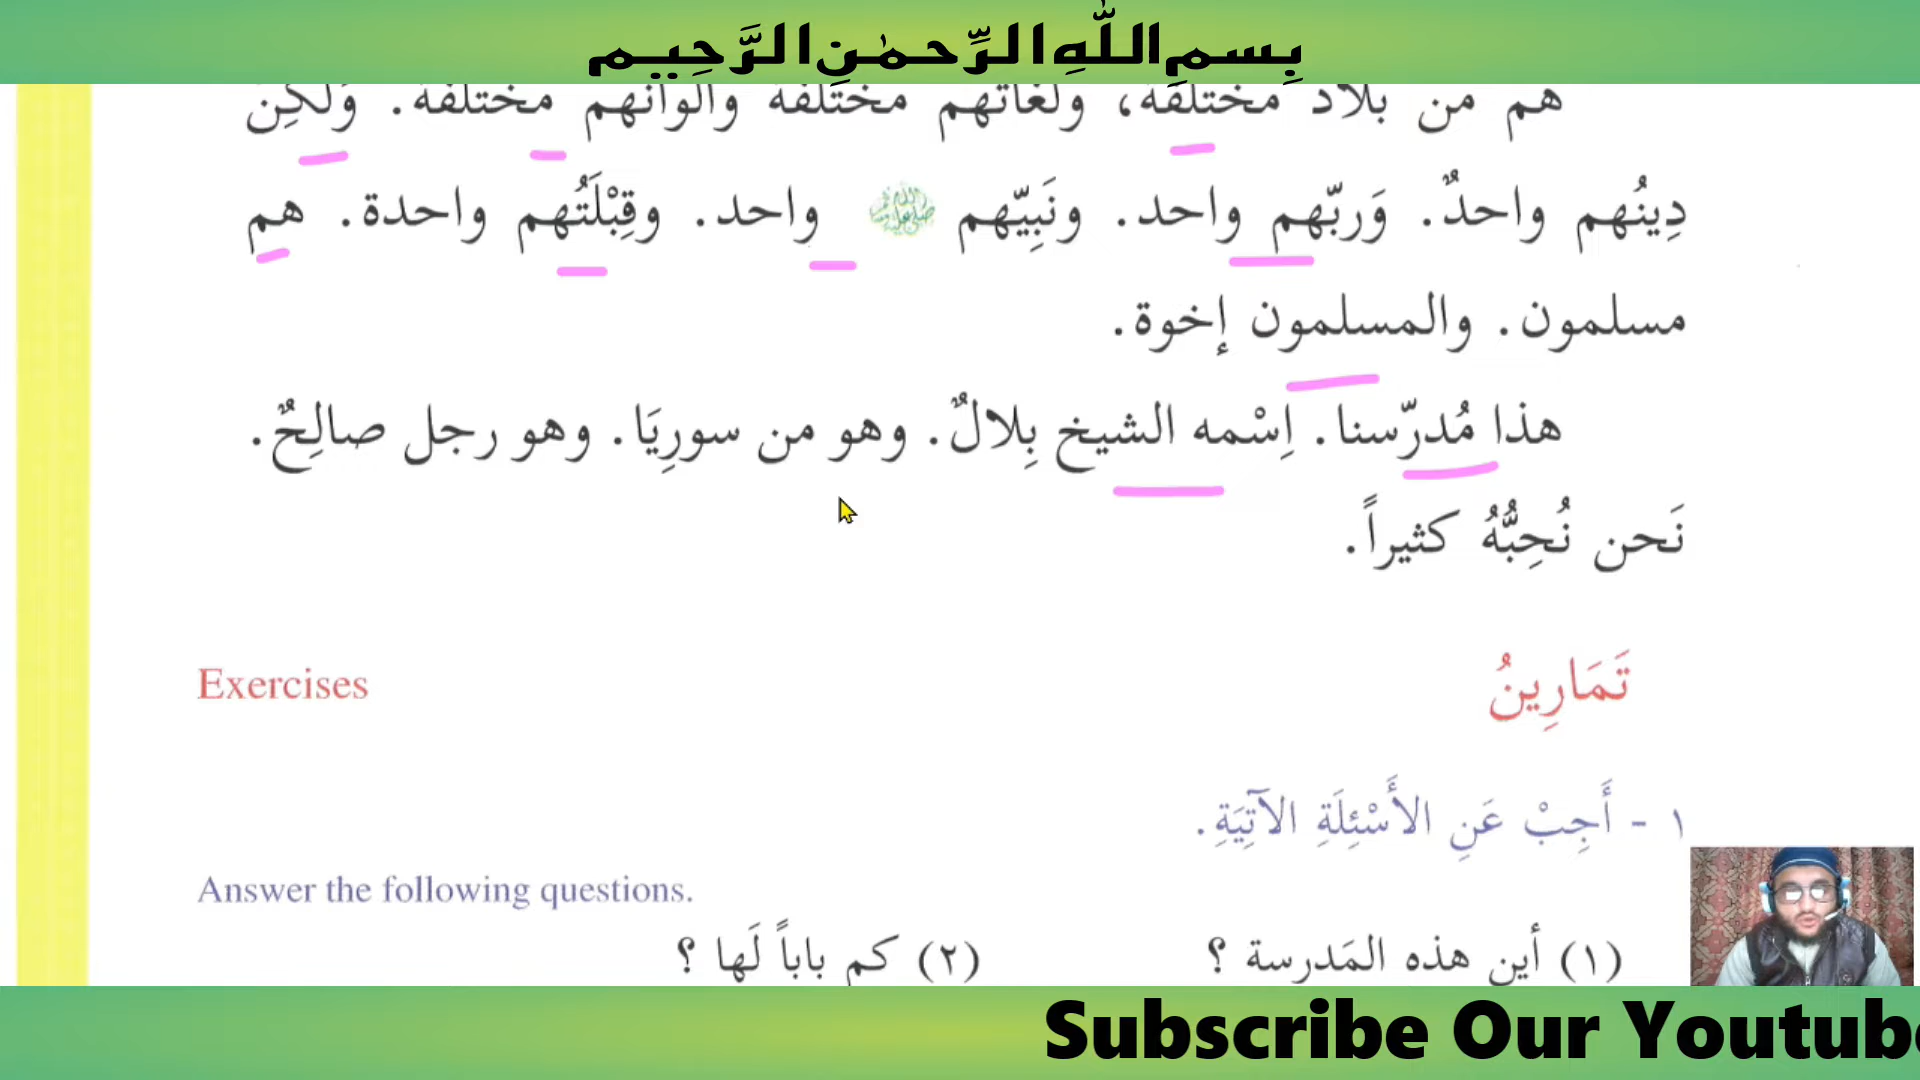 بِسمِ اللّٰهِ الرَّحمٰنِ الرَّحِيم
هم من بلاد مختلفة، ولغاتهم مختلفة وألوانهم مختلفة. وَلَكِنْ
دِينُهم واحدٌ. وَربّهم واحد. ونَبِيّهم ﷺ واحد. وقِبْلَتُهم واحدة. هم
مسلمون. والمسلمون إخوة.
هذا مُدرّسنا. اِسْمه الشيخ بِلالٌ. وهو من سورِيَا. وهو رجل صالِحٌ.
نَحن نُحِبُّهُ كثيراً.
Exercises تَمَارِينُ
١ - أَجِبْ عَنِ الأَسْئِلَةِ الآتِيَةِ.
Answer the following questions.
(١) أين هذه المَدرسة ؟ (٢) كم باباً لَها ؟
Subscribe Our Youtub